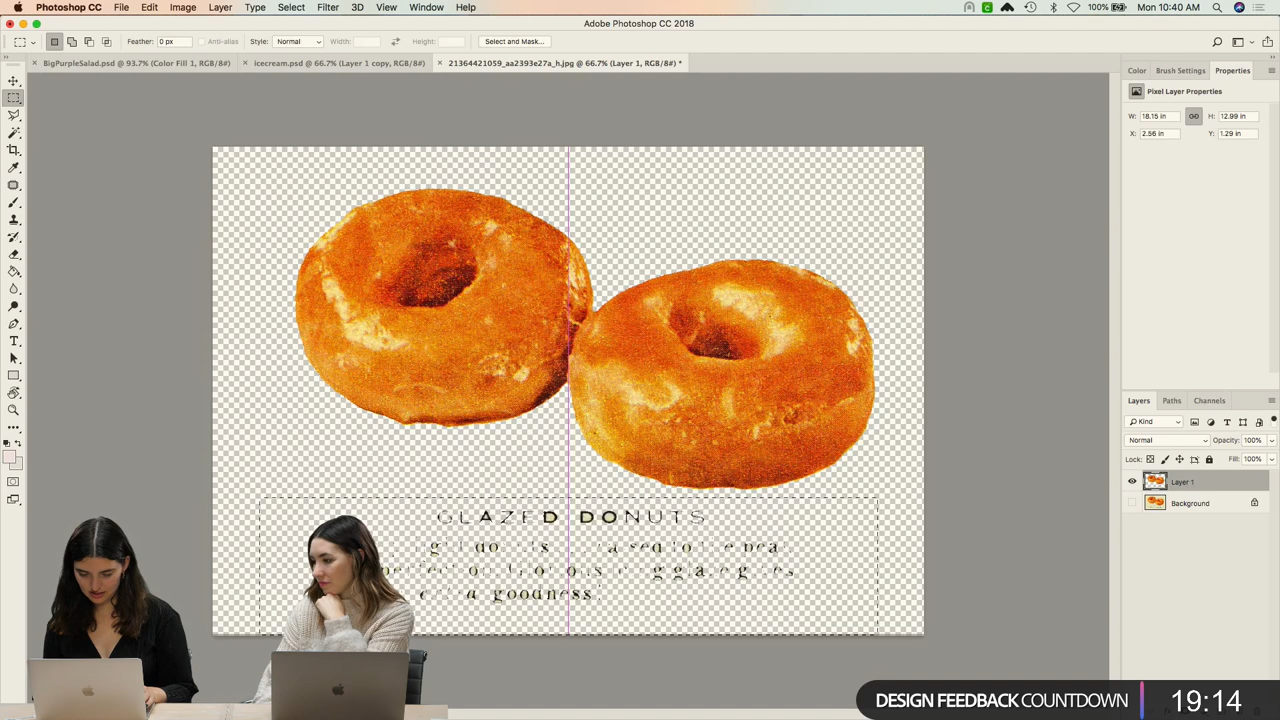 Photoshop CC File Edit Image Layer Type Select Filter 3D View Window Help 100% Mon 10:40 AM
Adobe Photoshop CC 2018
Feather: 0 px Anti-alias Style: Normal Width: Height: Select and Mask...
BigPurpleSalad.psd @ 93.7% (Color Fill 1, RGB/8#) icecream.psd @ 66.7% (Layer 1 copy, RGB/8#) 21364421059_aa2393e27a_h.jpg @ 66.7% (Layer 1, RGB/8#) *
Color Brush Settings Properties
Pixel Layer Properties
W: 18.15 in H: 12.99 in
X: 2.56 in Y: 1.29 in
Layers Paths Channels
Kind
Normal Opacity: 100%
Lock: Fill: 100%
Layer 1
Background
GLAZED DONUTS
goodness.
DESIGN FEEDBACK COUNTDOWN 19:14